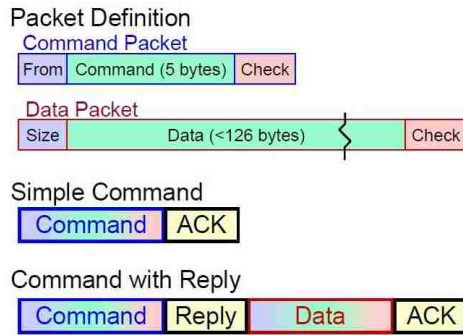 Packet Definition
Command Packet
From Command (5 bytes) Check
Data Packet
Size Data (<126 bytes) Check
Simple Command
Command ACK
Command with Reply
Command Reply Data ACK